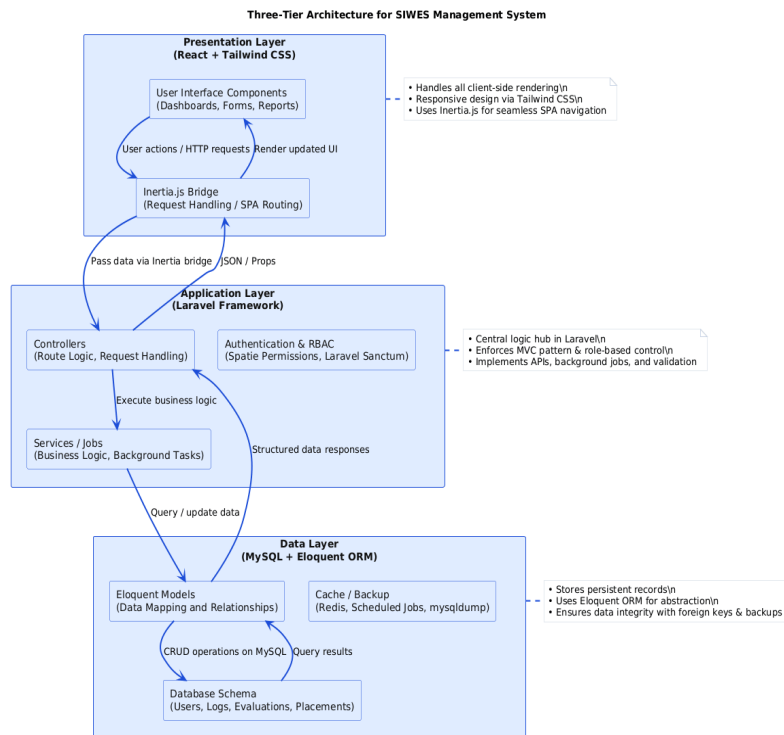 Three-Tier Architecture for SIWES Management System
Presentation Layer
(React + Tailwind CSS)
User Interface Components
(Dashboards, Forms, Reports)
• Handles all client-side rendering\n
• Responsive design via Tailwind CSS\n
• Uses Inertia.js for seamless SPA navigation
User actions / HTTP requests
Render updated UI
Inertia.js Bridge
(Request Handling / SPA Routing)
Pass data via Inertia bridge
JSON / Props
Application Layer
(Laravel Framework)
Controllers
(Route Logic, Request Handling)
Authentication & RBAC
(Spatie Permissions, Laravel Sanctum)
• Central logic hub in Laravel\n
• Enforces MVC pattern & role-based control\n
• Implements APIs, background jobs, and validation
Execute business logic
Services / Jobs
(Business Logic, Background Tasks)
Structured data responses
Query / update data
Data Layer
(MySQL + Eloquent ORM)
Eloquent Models
(Data Mapping and Relationships)
Cache / Backup
(Redis, Scheduled Jobs, mysqldump)
• Stores persistent records\n
• Uses Eloquent ORM for abstraction\n
• Ensures data integrity with foreign keys & backups
CRUD operations on MySQL
Query results
Database Schema
(Users, Logs, Evaluations, Placements)